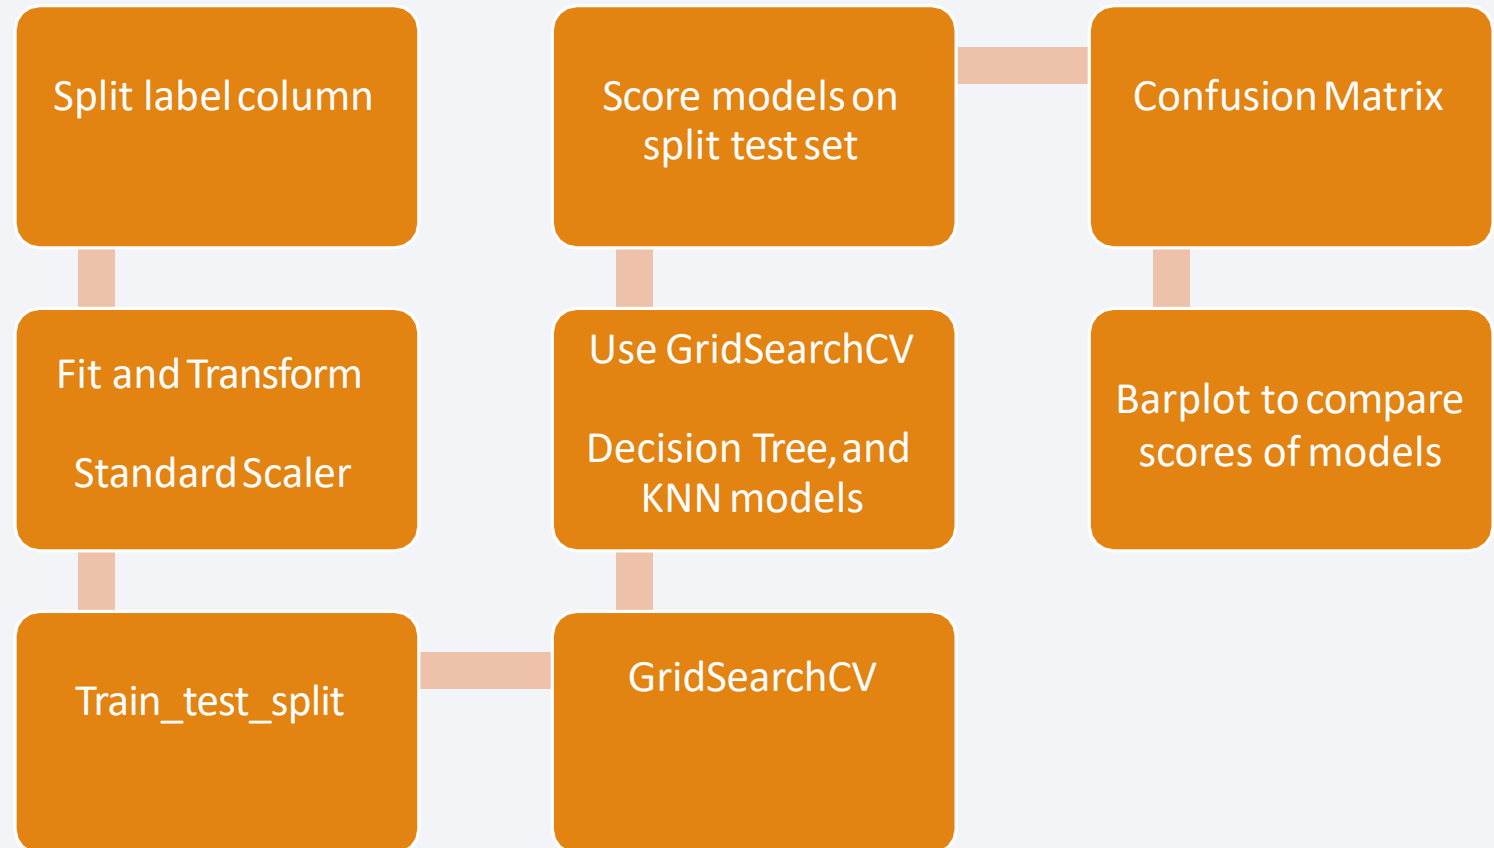 Split label column
Fit and Transform
Standard Scaler
Train_test_split
GridSearchCV
Use GridSearchCV
Decision Tree, and
KNN models
Score models on
split test set
Confusion Matrix
Barplot to compare
scores of models